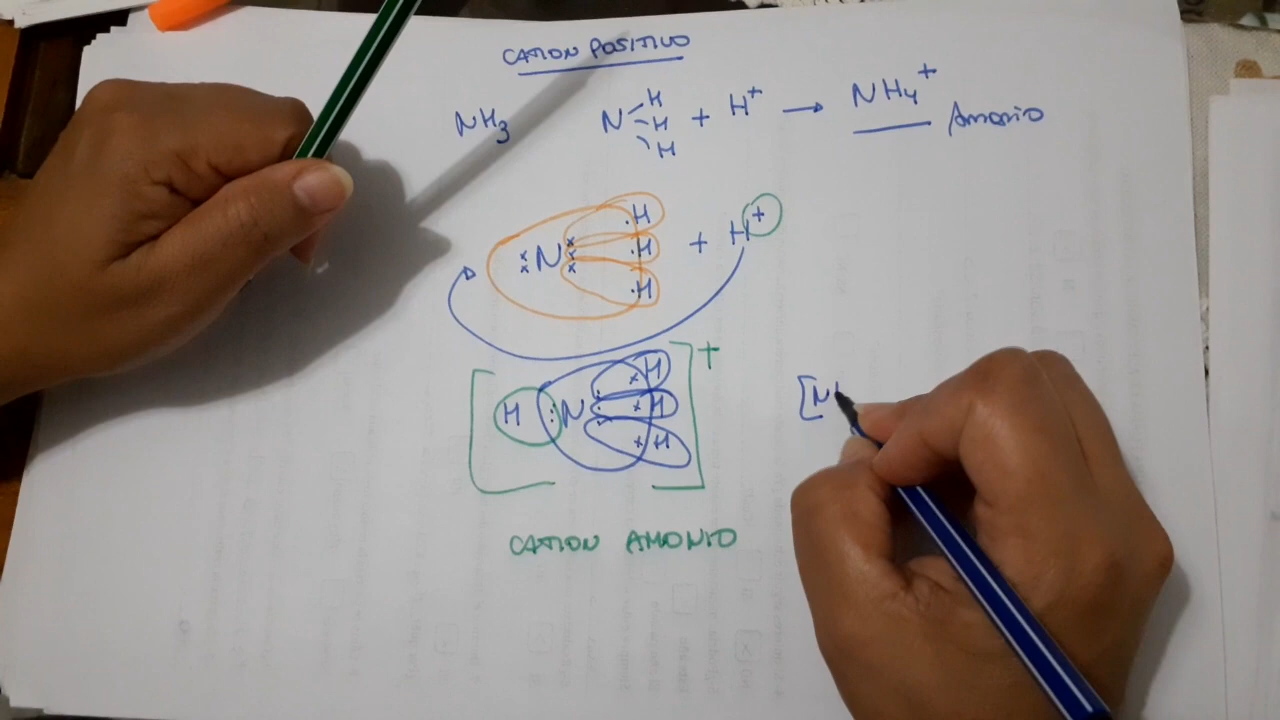 CATION POSITIVO
NH3 N H H H + H+ → NH4+ Amonio
N H H H + H+
[H N H H H]+
[N
CATION AMONIO